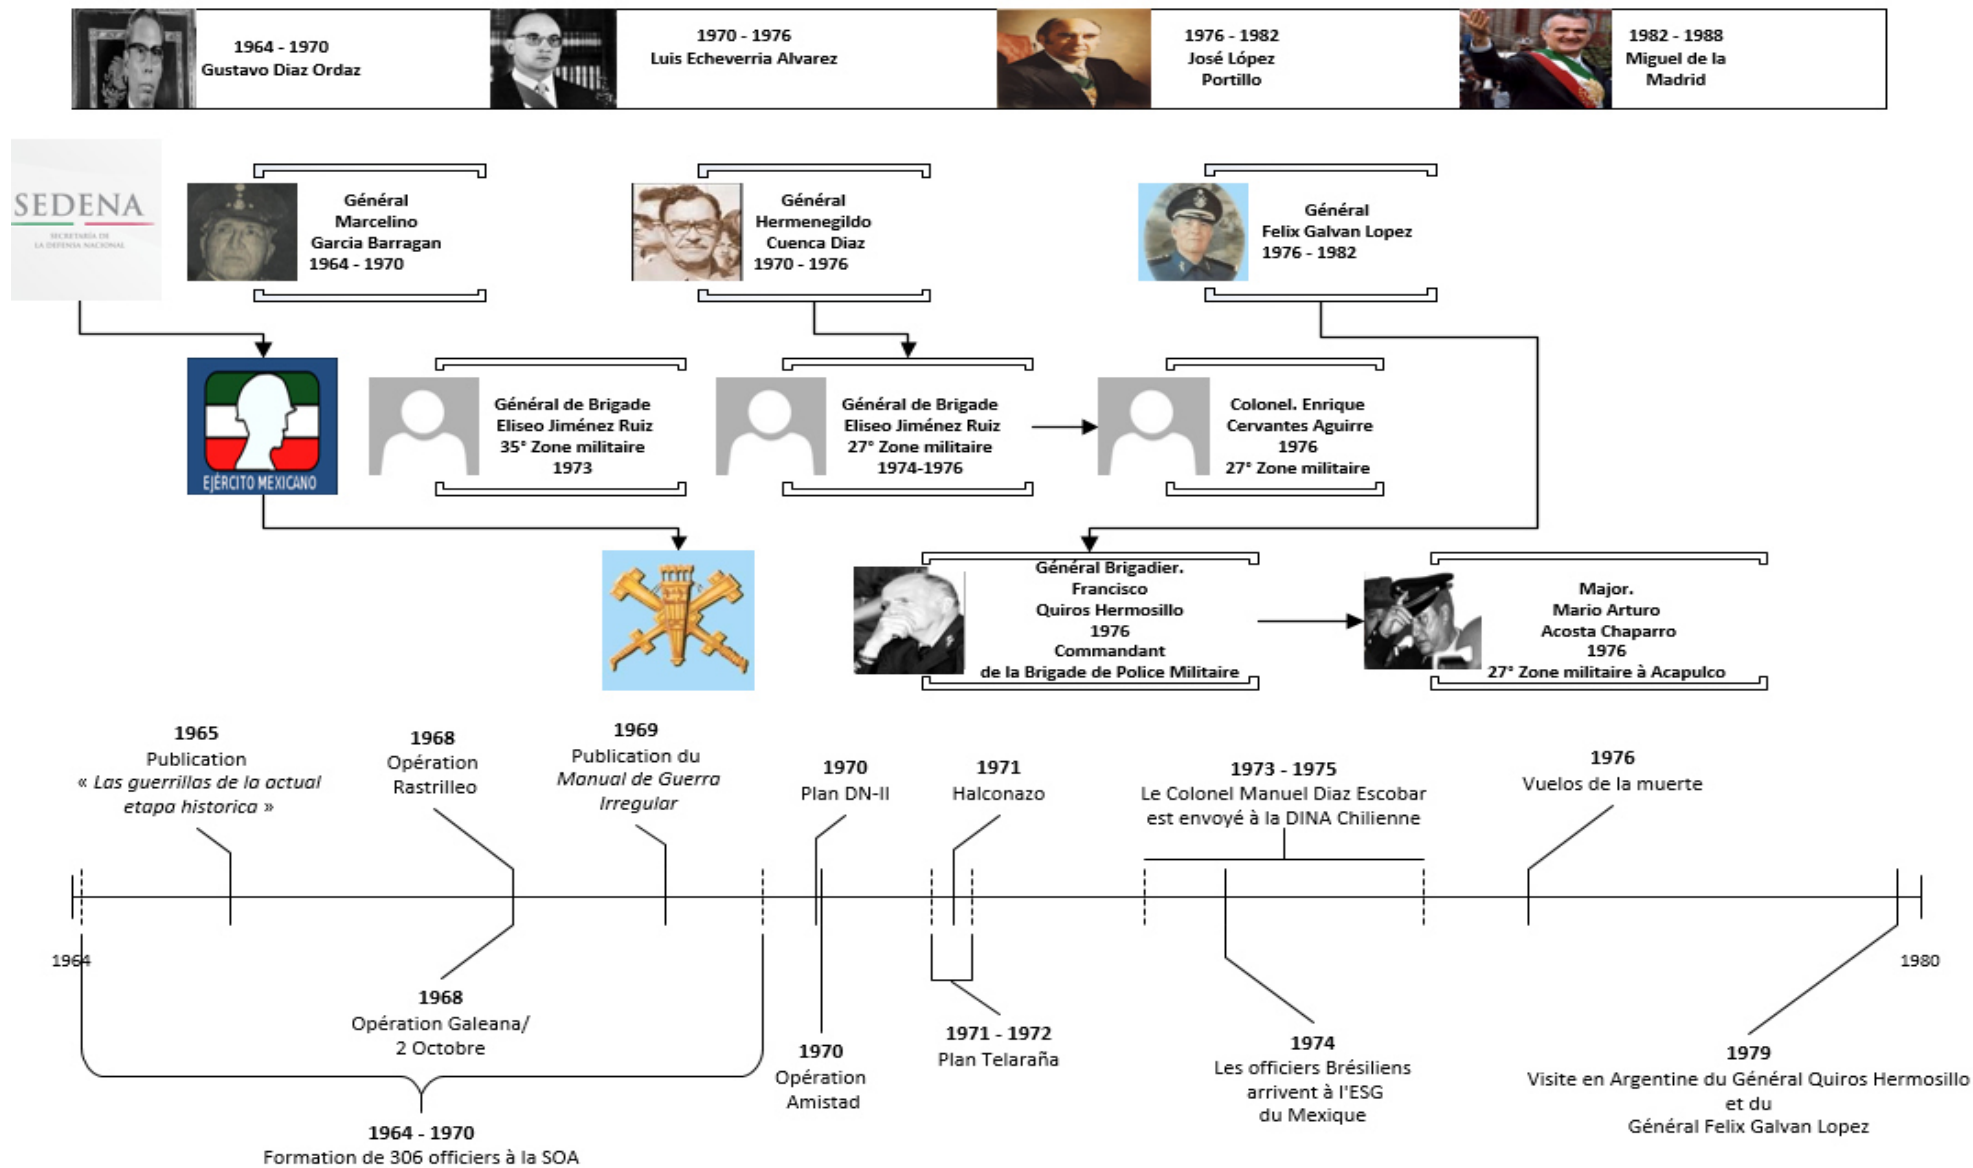 1964 - 1970
Gustavo Diaz Ordaz
1970 - 1976
Luis Echeverria Alvarez
1976 - 1982
José López
Portillo
1982 - 1988
Miguel de la
Madrid
SEDENA
SECRETARÍA DE
LA DEFENSA NACIONAL
Général
Marcelino
Garcia Barragan
1964 - 1970
Général
Hermenegildo
Cuenca Diaz
1970 - 1976
Général
Felix Galvan Lopez
1976 - 1982
EJÉRCITO MEXICANO
Général de Brigade
Eliseo Jiménez Ruiz
35° Zone militaire
1973
Général de Brigade
Eliseo Jiménez Ruiz
27° Zone militaire
1974-1976
Colonel. Enrique
Cervantes Aguirre
1976
27° Zone militaire
Général Brigadier.
Francisco
Quiros Hermosillo
1976
Commandant
de la Brigade de Police Militaire
Major.
Mario Arturo
Acosta Chaparro
1976
27° Zone militaire à Acapulco
1965
Publication
« Las guerrillas de la actual
etapa historica »
1968
Opération
Rastrilleo
1969
Publication du
Manual de Guerra
Irregular
1970
Plan DN-II
1971
Halconazo
1973 - 1975
Le Colonel Manuel Diaz Escobar
est envoyé à la DINA Chilienne
1976
Vuelos de la muerte
1964
1980
1968
Opération Galeana/
2 Octobre
1970
Opération
Amistad
1971 - 1972
Plan Telaraña
1974
Les officiers Brésiliens
arrivent à l'ESG
du Mexique
1979
Visite en Argentine du Général Quiros Hermosillo
et du
Général Felix Galvan Lopez
1964 - 1970
Formation de 306 officiers à la SOA